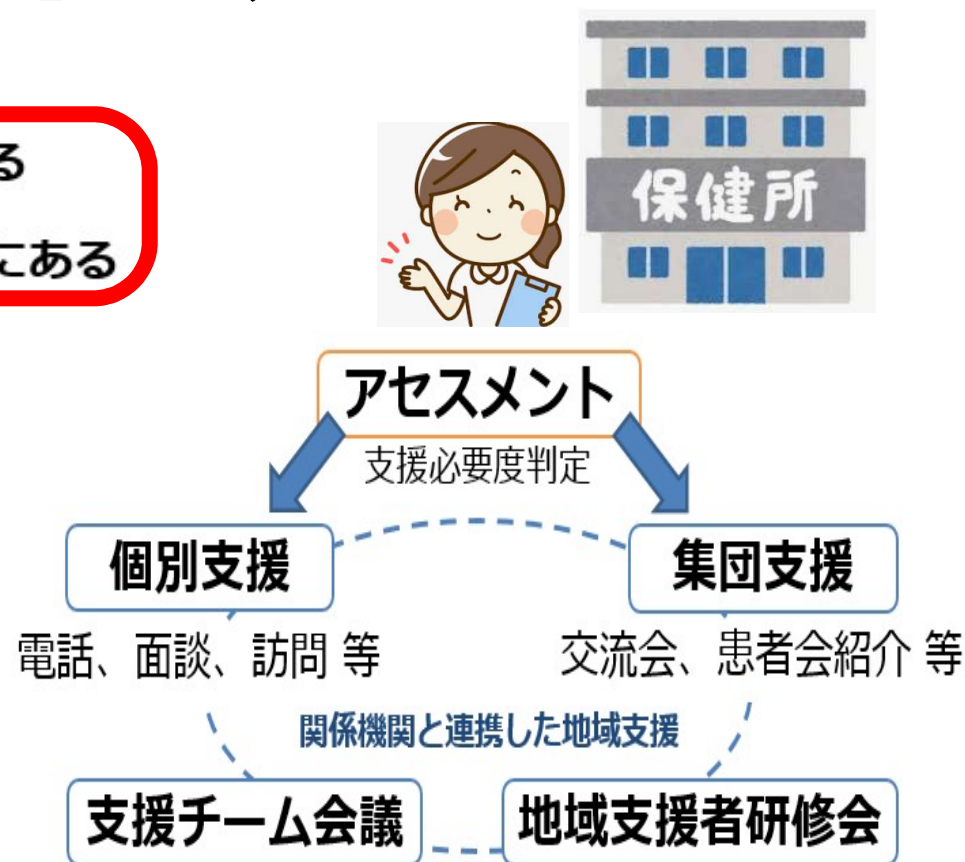 る
にある
保健所
アセスメント
支援必要度判定
個別支援
集団支援
電話、面談、訪問 等
交流会、患者会紹介 等
関係機関と連携した地域支援
支援チーム会議
地域支援者研修会